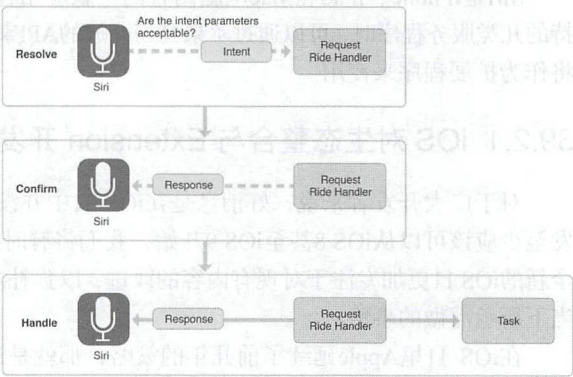 Are the intent parameters
acceptable?
Resolve
Siri
Intent
Request
Ride Handler
Confirm
Siri
Response
Request
Ride Handler
Handle
Siri
Response
Request
Ride Handler
Task